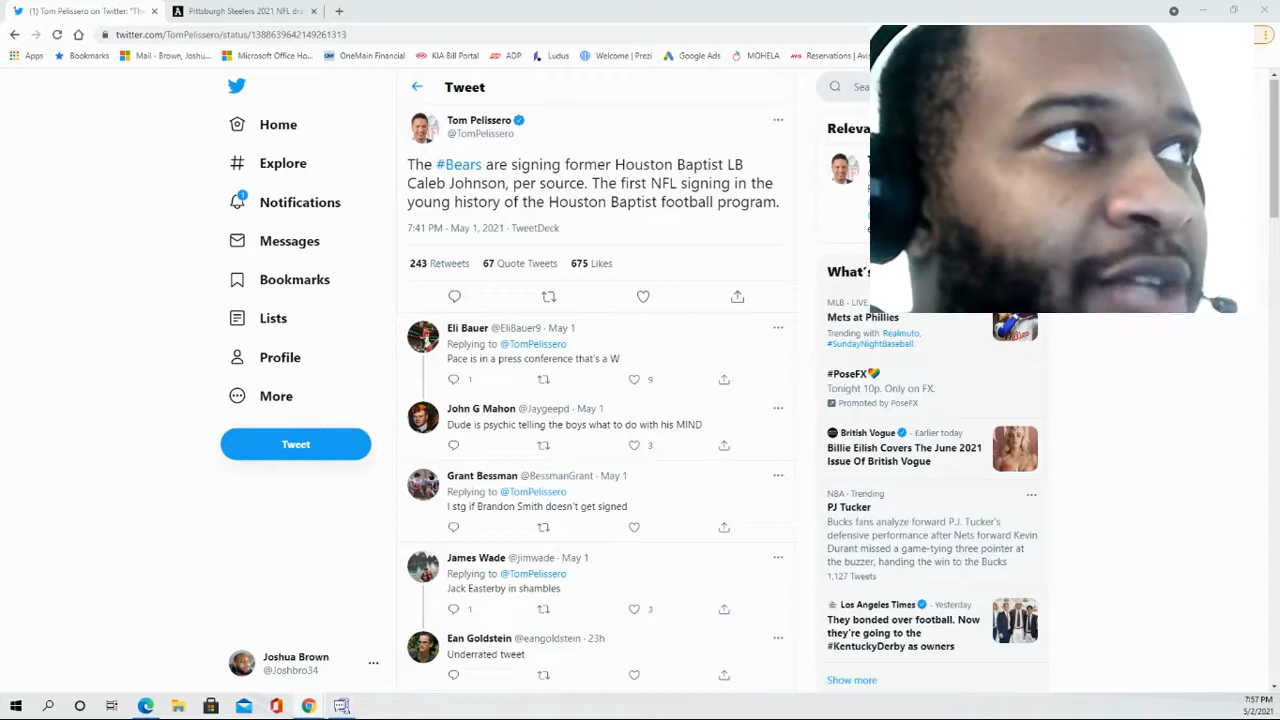 (1) Tom Pelissero on Twitter: "The
Pittsburgh Steelers 2021 NFL dra
twitter.com/TomPelissero/status/1388639642149261313
Apps
Bookmarks
Mail - Brown, Joshu...
Microsoft Office Ho...
OneMain Financial
KIA Bill Portal
ADP
Ludus
Welcome | Prezi
Google Ads
MOHELA
Reservations | Avis
Home
Explore
1
Notifications
Messages
Bookmarks
Lists
Profile
More
Tweet
Joshua Brown
@Joshbro34
Tweet
Tom Pelissero
@TomPelissero
The #Bears are signing former Houston Baptist LB
Caleb Johnson, per source. The first NFL signing in the
young history of the Houston Baptist football program.
7:41 PM · May 1, 2021 · TweetDeck
243 Retweets 67 Quote Tweets 675 Likes
Eli Bauer @EliBauer9 · May 1
Replying to @TomPelissero
Pace is in a press conference that's a W
1 9
John G Mahon @Jaygeepd · May 1
Dude is psychic telling the boys what to do with his MIND
3
Grant Bessman @BessmanGrant · May 1
Replying to @TomPelissero
I stg if Brandon Smith doesn't get signed
James Wade @jimwade · May 1
Replying to @TomPelissero
Jack Easterby in shambles
1 3
Ean Goldstein @eangoldstein · 23h
Underrated tweet
Sea
Releva
What's
MLB · LIVE
Mets at Phillies
Trending with Realmuto,
#SundayNightBaseball
#PoseFX
Tonight 10p. Only on FX.
Promoted by PoseFX
British Vogue · Earlier today
Billie Eilish Covers The June 2021
Issue Of British Vogue
NBA · Trending
PJ Tucker
Bucks fans analyze forward P.J. Tucker's
defensive performance after Nets forward Kevin
Durant missed a game-tying three pointer at
the buzzer, handing the win to the Bucks
1,127 Tweets
Los Angeles Times · Yesterday
They bonded over football. Now
they're going to the
#KentuckyDerby as owners
Show more
7:57 PM
5/2/2021